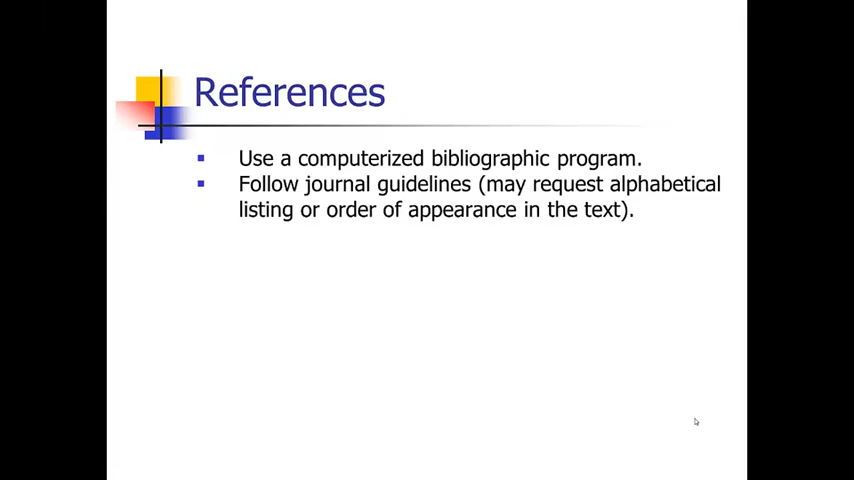 References
Use a computerized bibliographic program.
Follow journal guidelines (may request alphabetical
listing or order of appearance in the text).